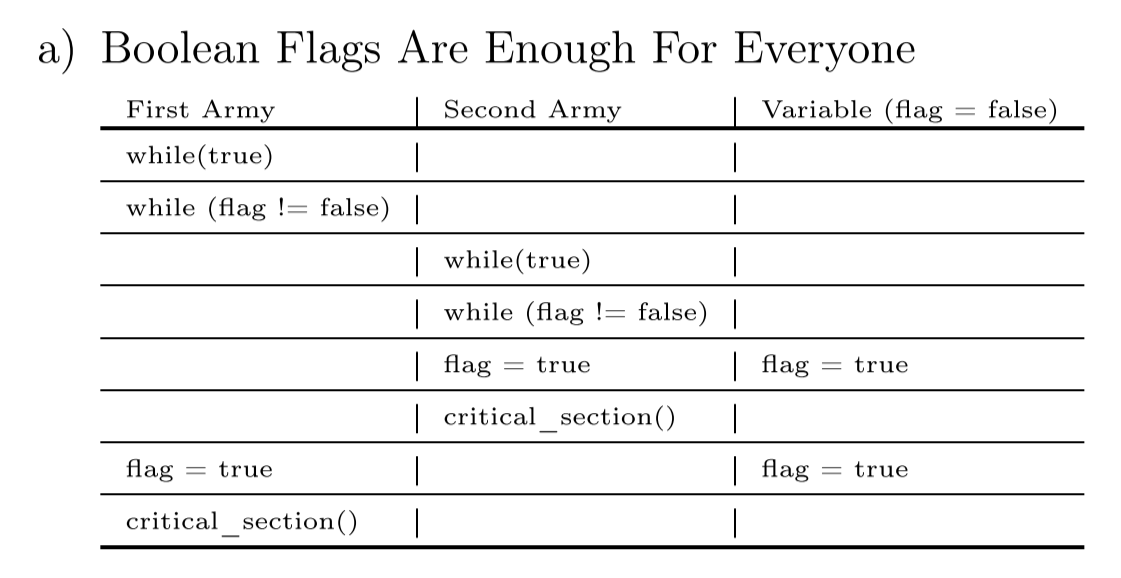 a) Boolean Flags Are Enough For Everyone
First Army | Second Army | Variable (flag = false)
while(true) | |
while (flag != false) | |
| while(true) |
| while (flag != false) |
| flag = true | flag = true
| critical_section() |
flag = true | | flag = true
critical_section() | |